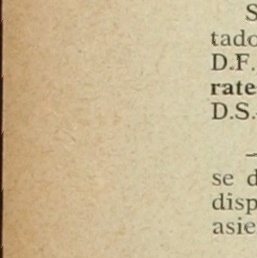 S
tado
D.F.
rate
D.S.
—
se d
disp
asie